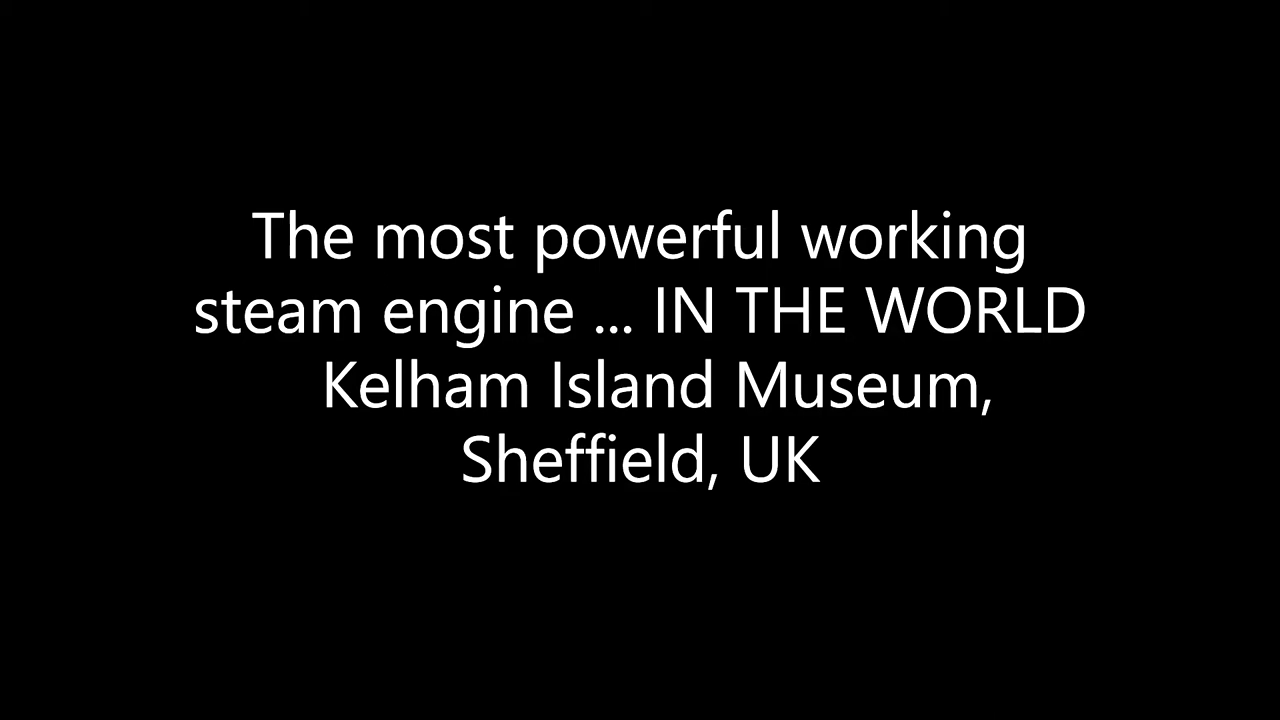 The most powerful working
steam engine ... IN THE WORLD
Kelham Island Museum,
Sheffield, UK